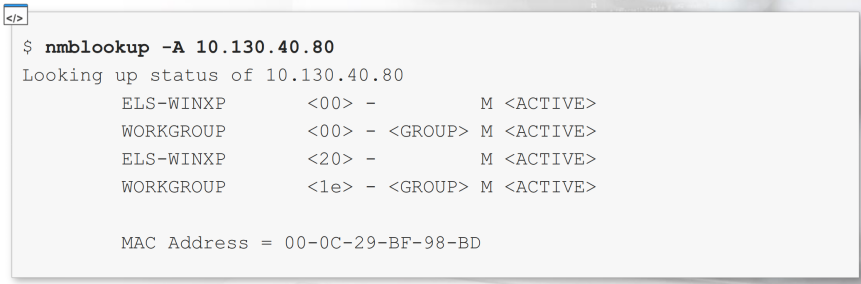 </>
$ nmblookup -A 10.130.40.80
Looking up status of 10.130.40.80
ELS-WINXP <00> - M <ACTIVE>
WORKGROUP <00> - <GROUP> M <ACTIVE>
ELS-WINXP <20> - M <ACTIVE>
WORKGROUP <1e> - <GROUP> M <ACTIVE>
MAC Address = 00-0C-29-BF-98-BD